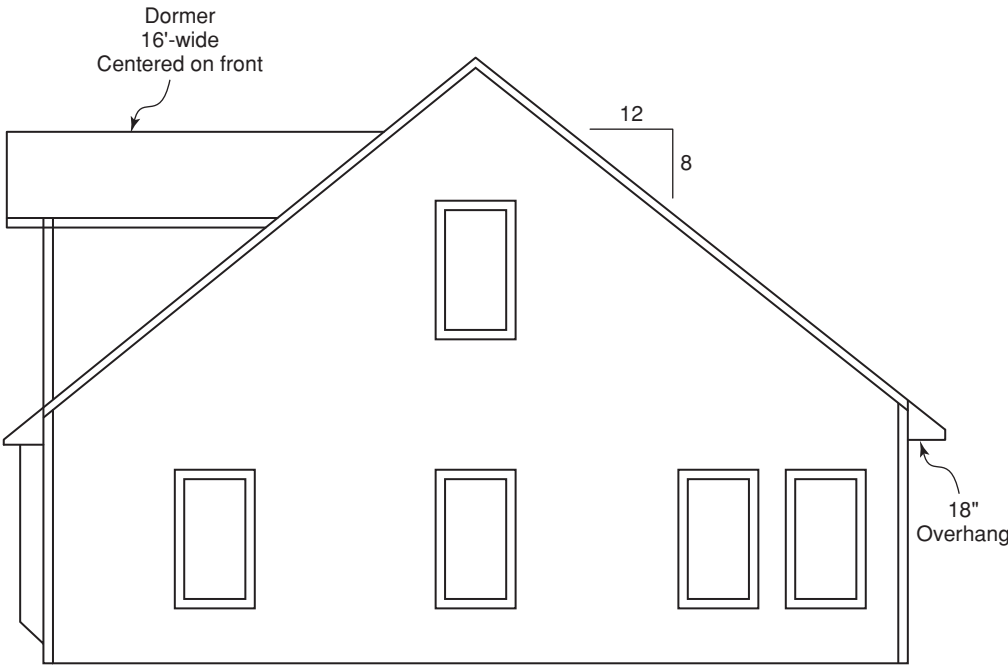 Dormer
16'-wide
Centered on front
12
8
18"
Overhang